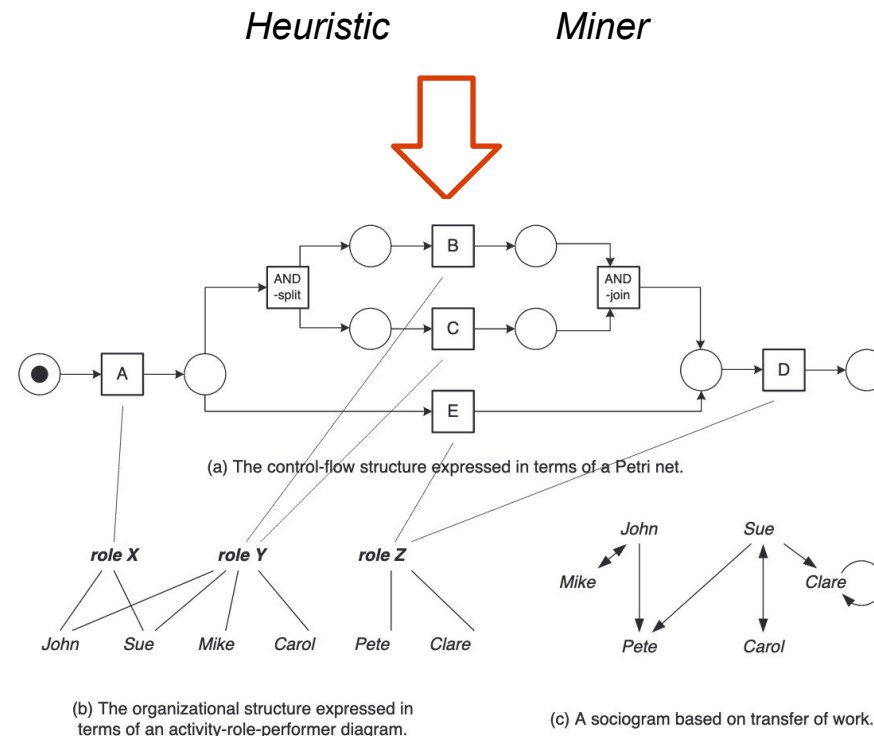 Heuristic Miner
B
AND
-split
AND
-join
C
A
D
E
(a) The control-flow structure expressed in terms of a Petri net.
John Sue
role X role Y role Z
Mike Clare
John Sue Mike Carol Pete Clare
Pete Carol
(b) The organizational structure expressed in
terms of an activity-role-performer diagram.
(c) A sociogram based on transfer of work.